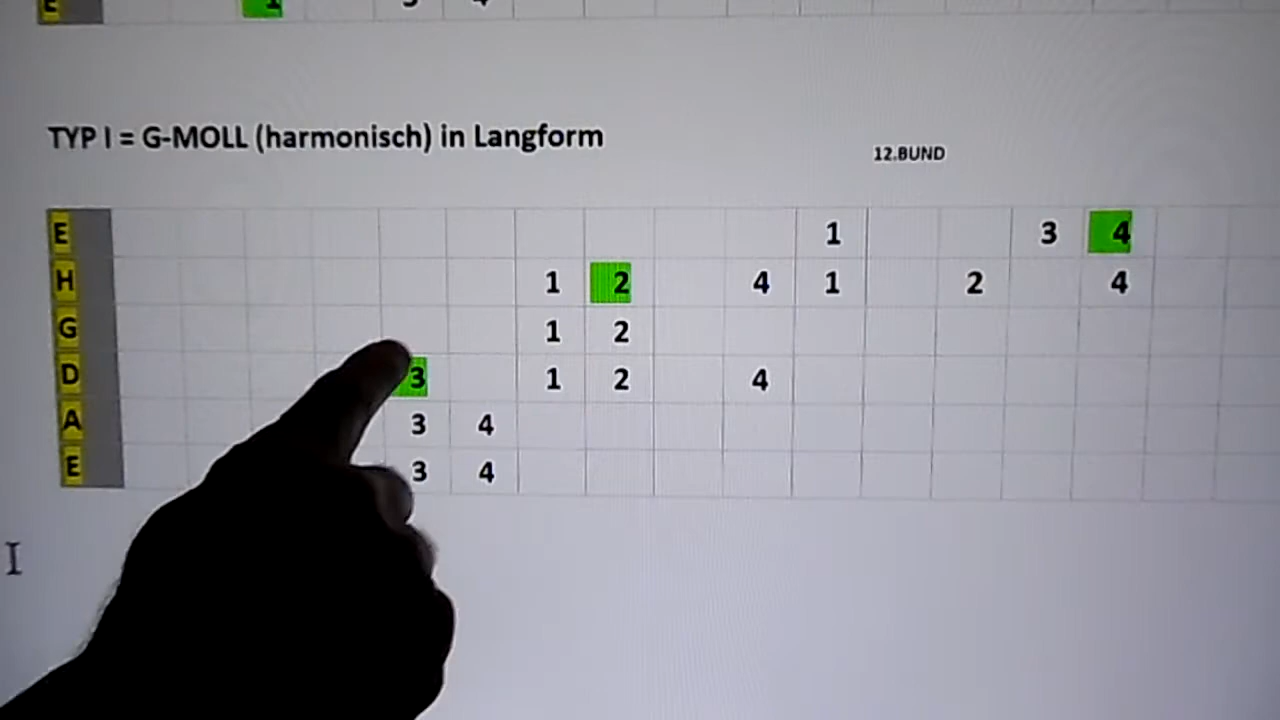 E 1
TYP I = G-MOLL (harmonisch) in Langform
12.BUND
E 1 3 4
H 1 2 4 1 2 4
G 1 2
D 3 1 2 4
A 3 4
E 3 4